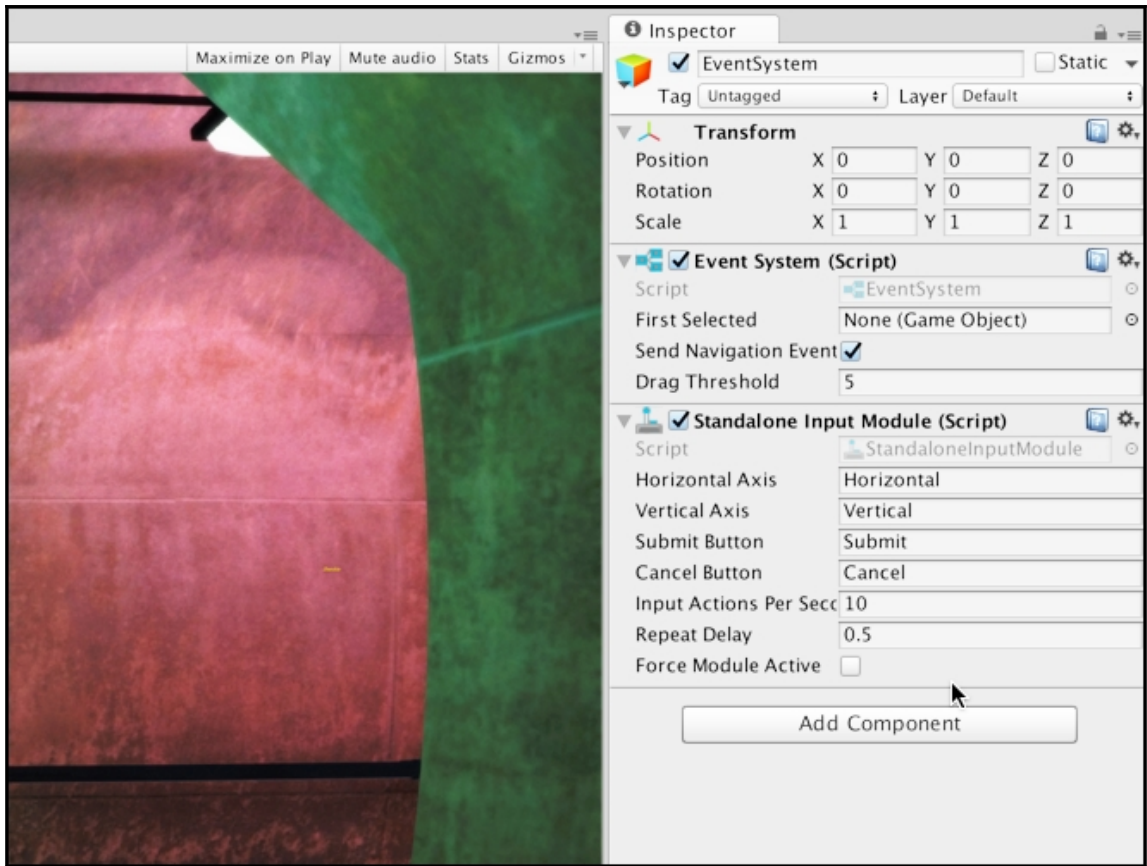 Inspector
Maximize on Play Mute audio Stats Gizmos
EventSystem Static
Tag Untagged Layer Default
Transform
Position X 0 Y 0 Z 0
Rotation X 0 Y 0 Z 0
Scale X 1 Y 1 Z 1
Event System (Script)
Script EventSystem
First Selected None (Game Object)
Send Navigation Event
Drag Threshold 5
Standalone Input Module (Script)
Script StandaloneInputModule
Horizontal Axis Horizontal
Vertical Axis Vertical
Submit Button Submit
Cancel Button Cancel
Input Actions Per Secc 10
Repeat Delay 0.5
Force Module Active
Add Component